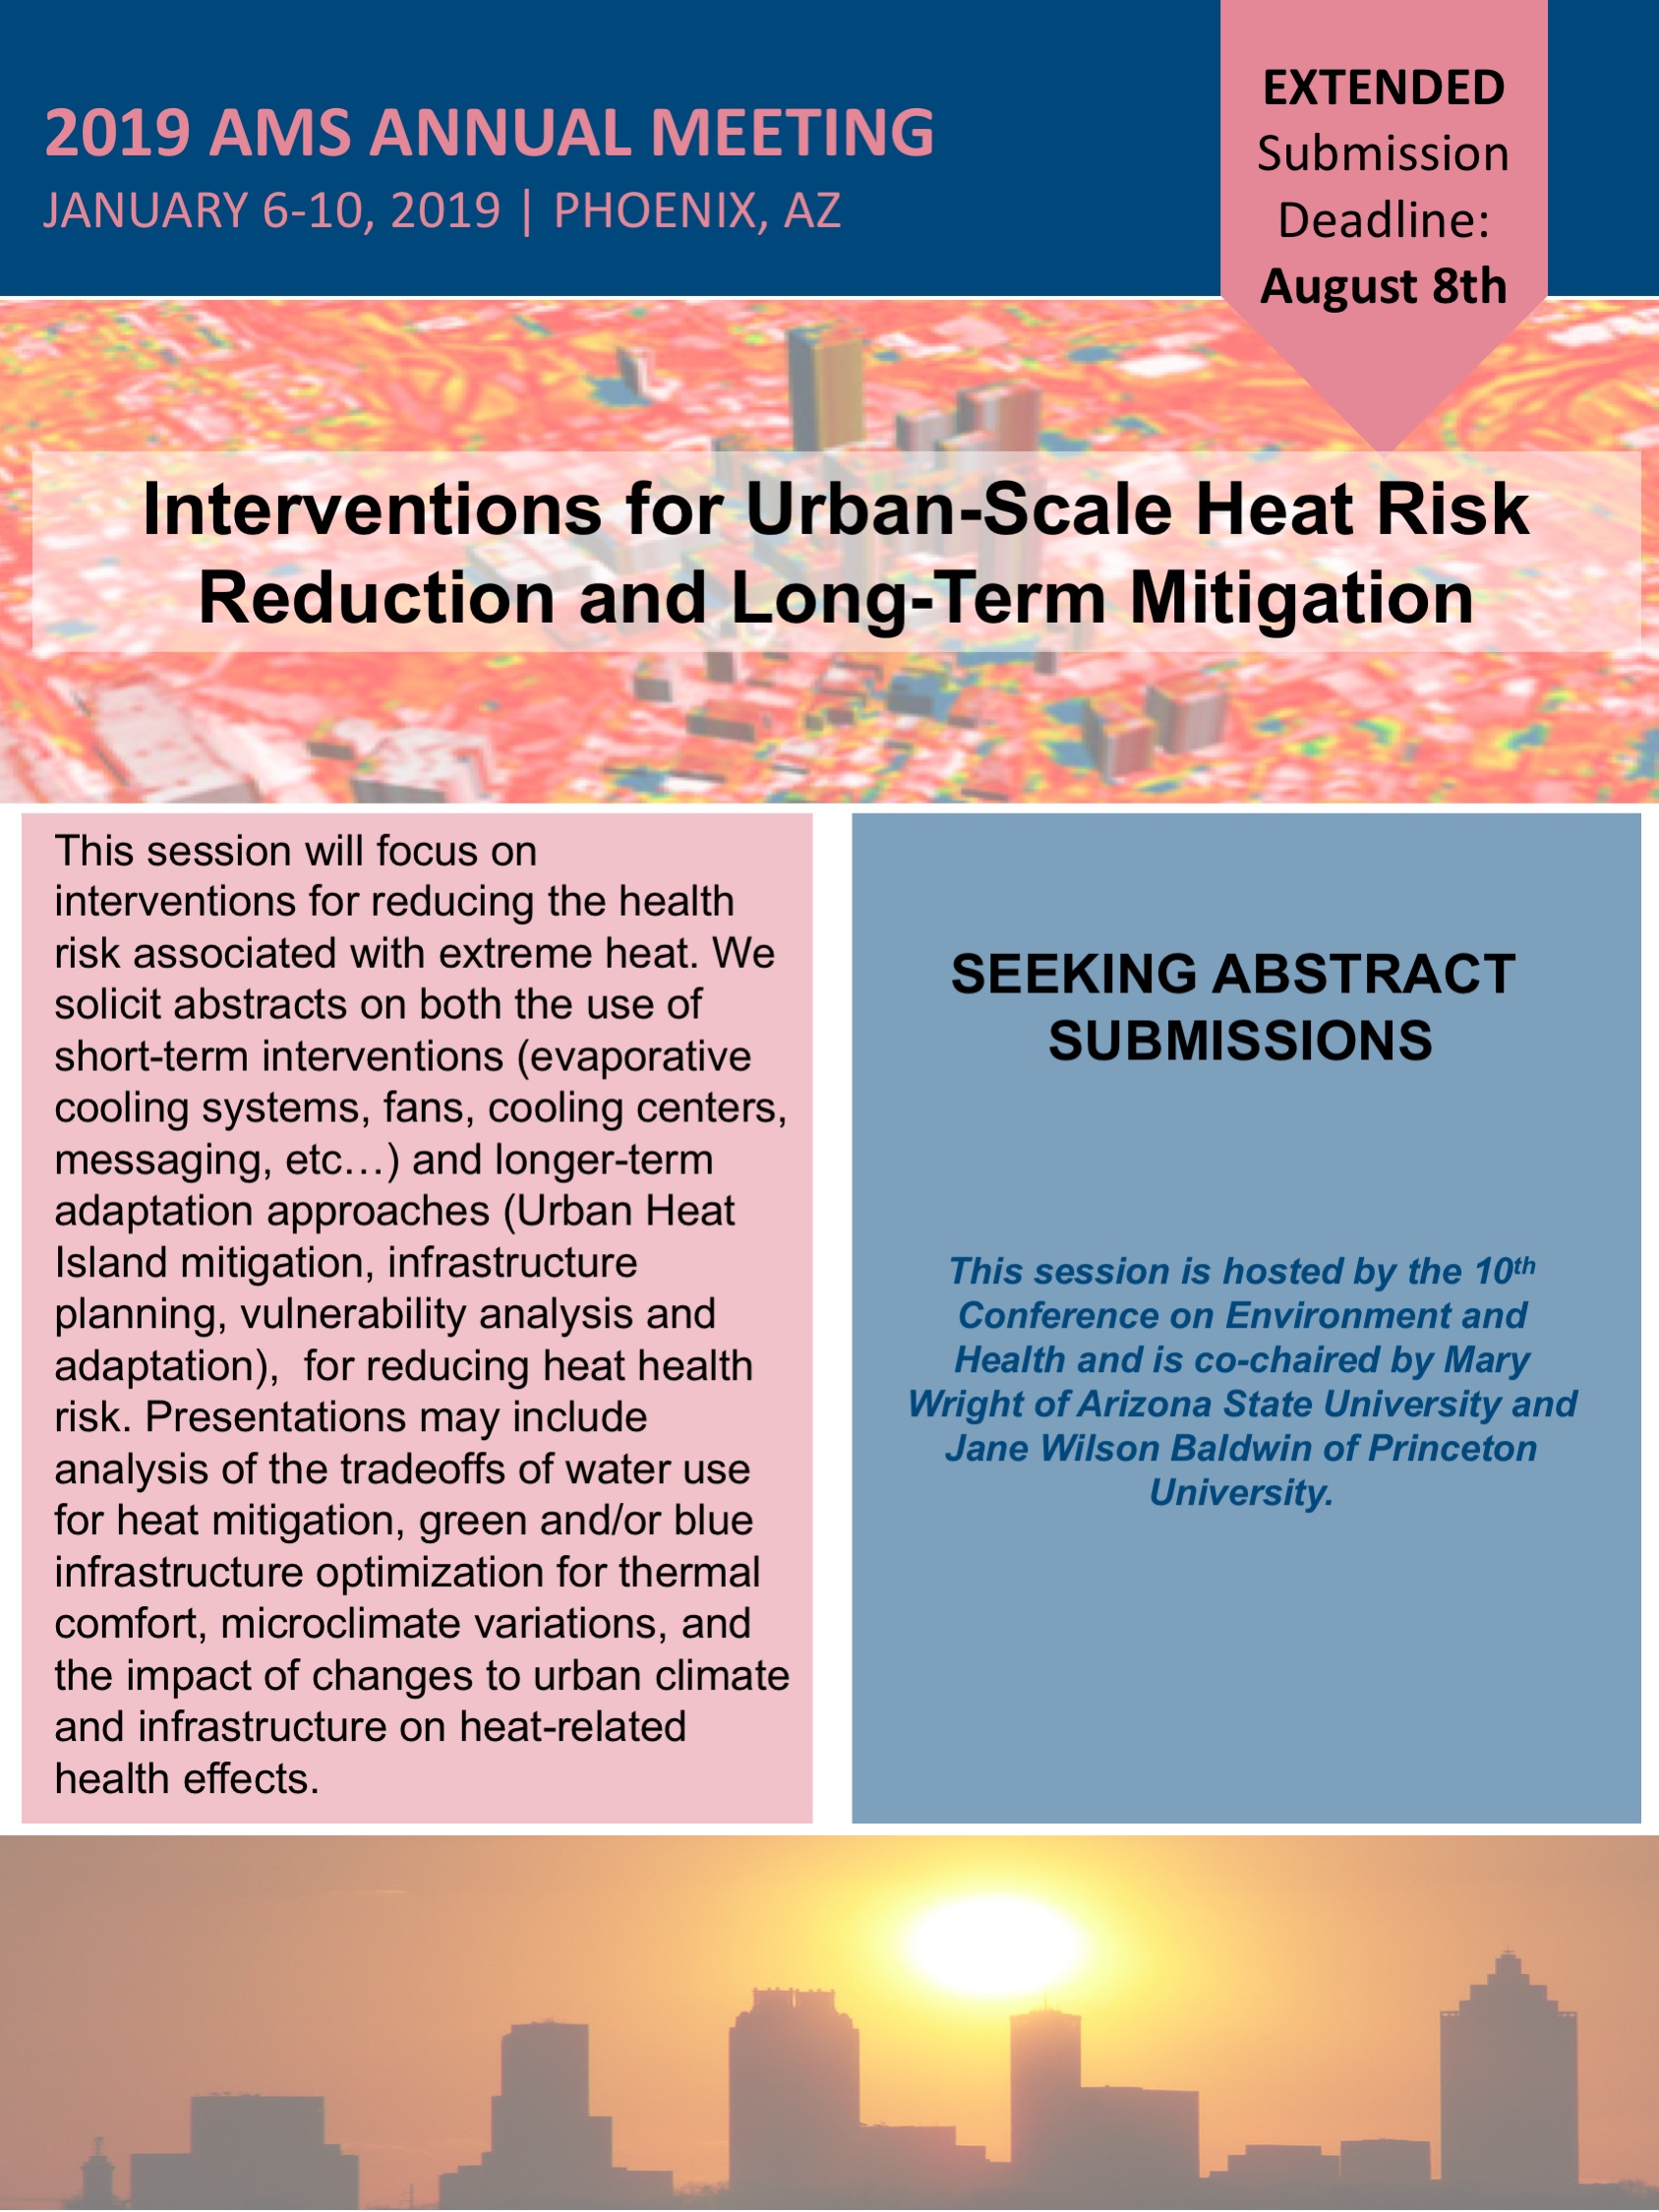 2019 AMS ANNUAL MEETING
JANUARY 6-10, 2019 | PHOENIX, AZ
EXTENDED
Submission
Deadline:
August 8th
Interventions for Urban-Scale Heat Risk
Reduction and Long-Term Mitigation
This session will focus on
interventions for reducing the health
risk associated with extreme heat. We
solicit abstracts on both the use of
short-term interventions (evaporative
cooling systems, fans, cooling centers,
messaging, etc…) and longer-term
adaptation approaches (Urban Heat
Island mitigation, infrastructure
planning, vulnerability analysis and
adaptation),  for reducing heat health
risk. Presentations may include
analysis of the tradeoffs of water use
for heat mitigation, green and/or blue
infrastructure optimization for thermal
comfort, microclimate variations, and
the impact of changes to urban climate
and infrastructure on heat-related
health effects.
SEEKING ABSTRACT
SUBMISSIONS
This session is hosted by the 10th
Conference on Environment and
Health and is co-chaired by Mary
Wright of Arizona State University and
Jane Wilson Baldwin of Princeton
University.